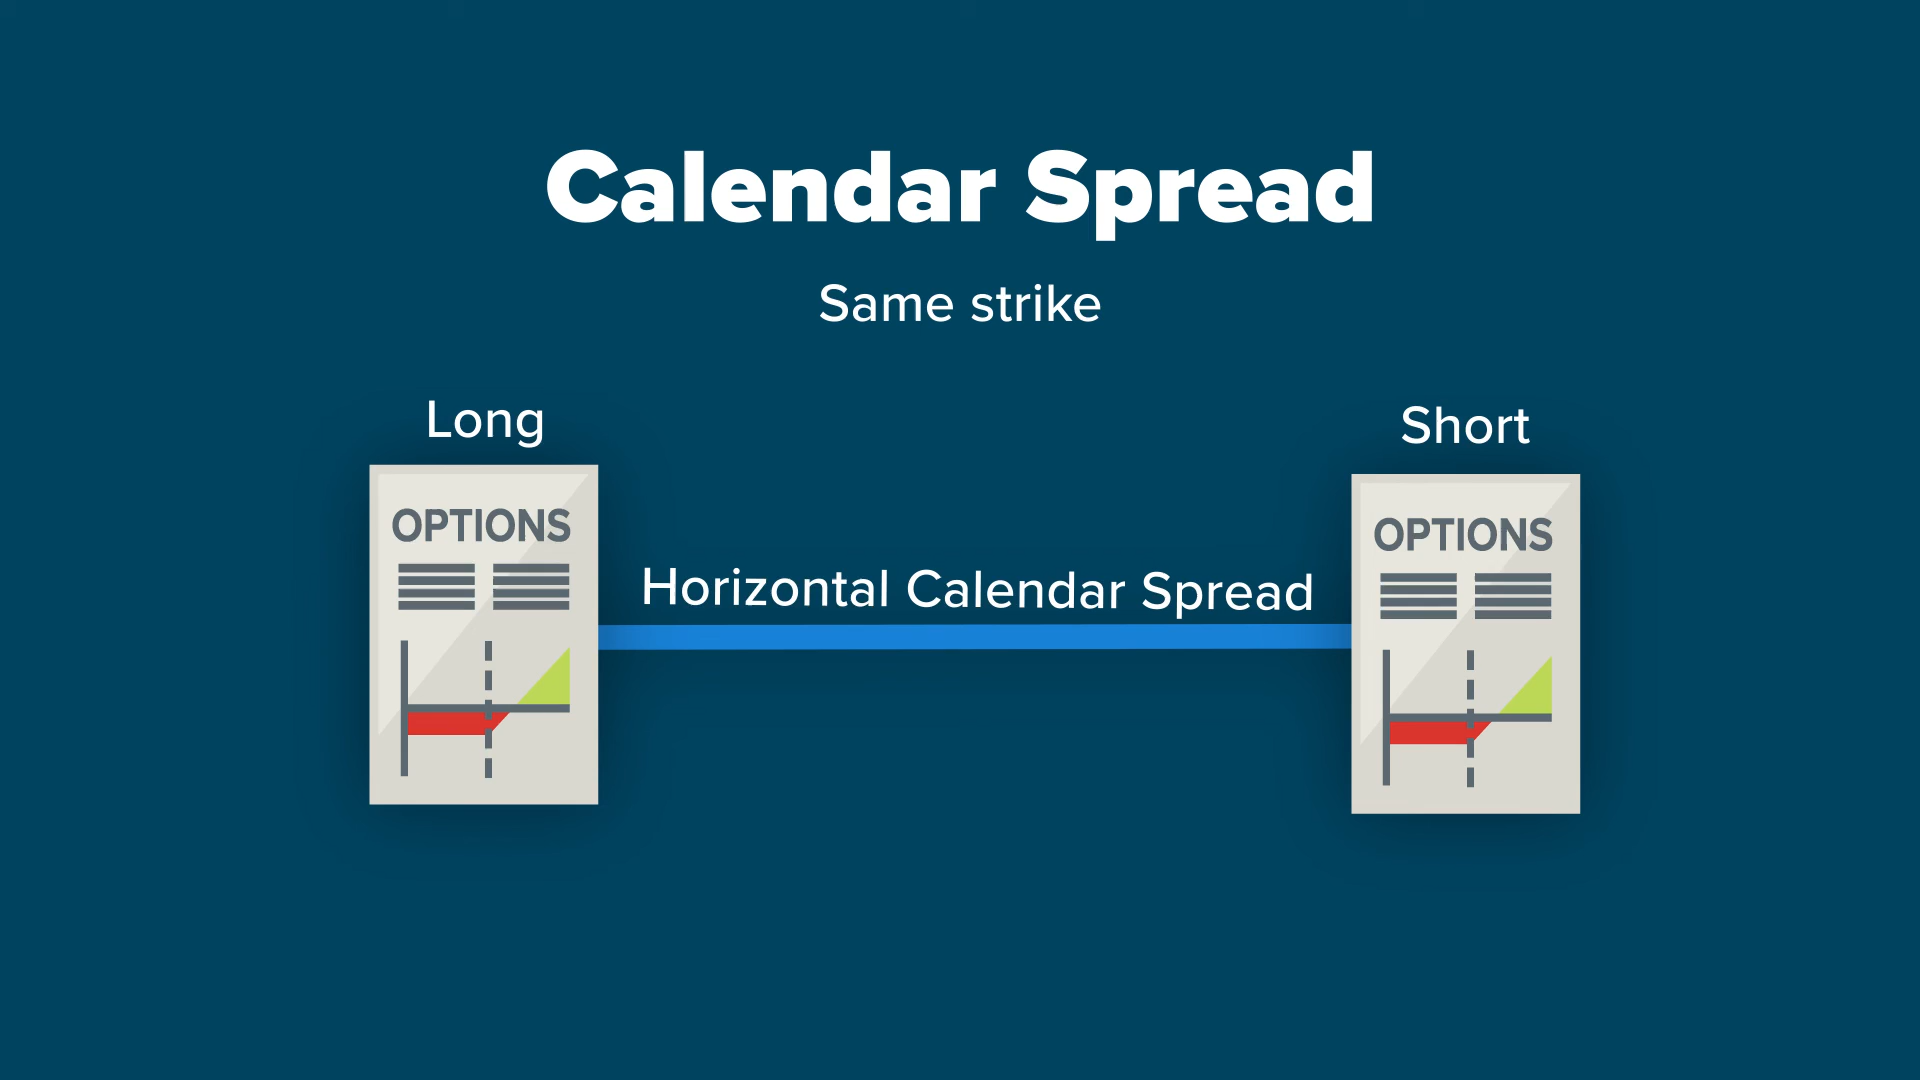 Calendar Spread
Same strike
Long
Short
OPTIONS
OPTIONS
Horizontal Calendar Spread